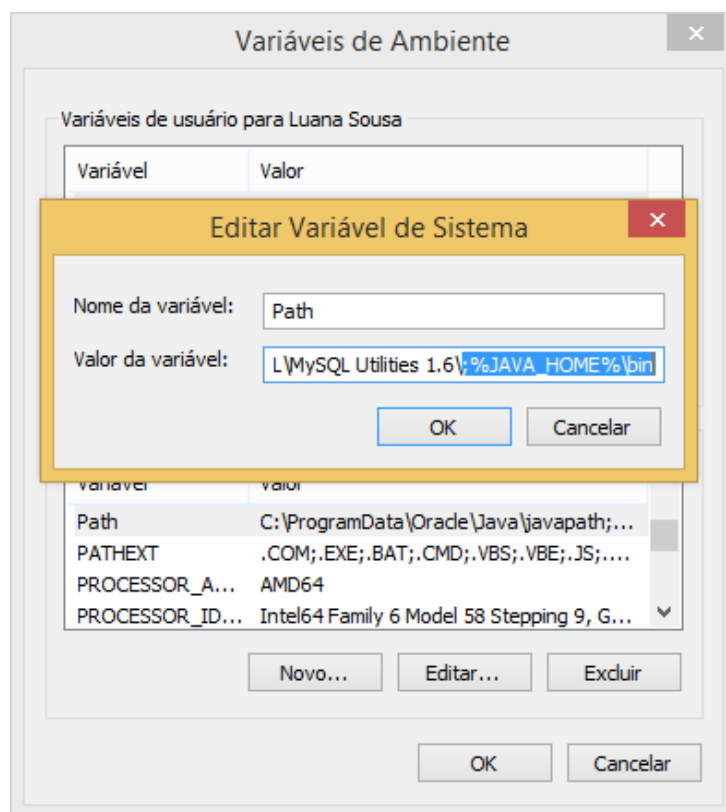 Variáveis de Ambiente
Variáveis de usuário para Luana Sousa
Variável Valor
Editar Variável de Sistema
Nome da variável: Path
Valor da variável: L\MySQL Utilities 1.6\;%JAVA_HOME%\bin
OK Cancelar
Variável Valor
Path C:\ProgramData\Oracle\Java\javapath;...
PATHEXT .COM;.EXE;.BAT;.CMD;.VBS;.VBE;.JS;....
PROCESSOR_A... AMD64
PROCESSOR_ID... Intel64 Family 6 Model 58 Stepping 9, G...
Novo... Editar... Excluir
OK Cancelar